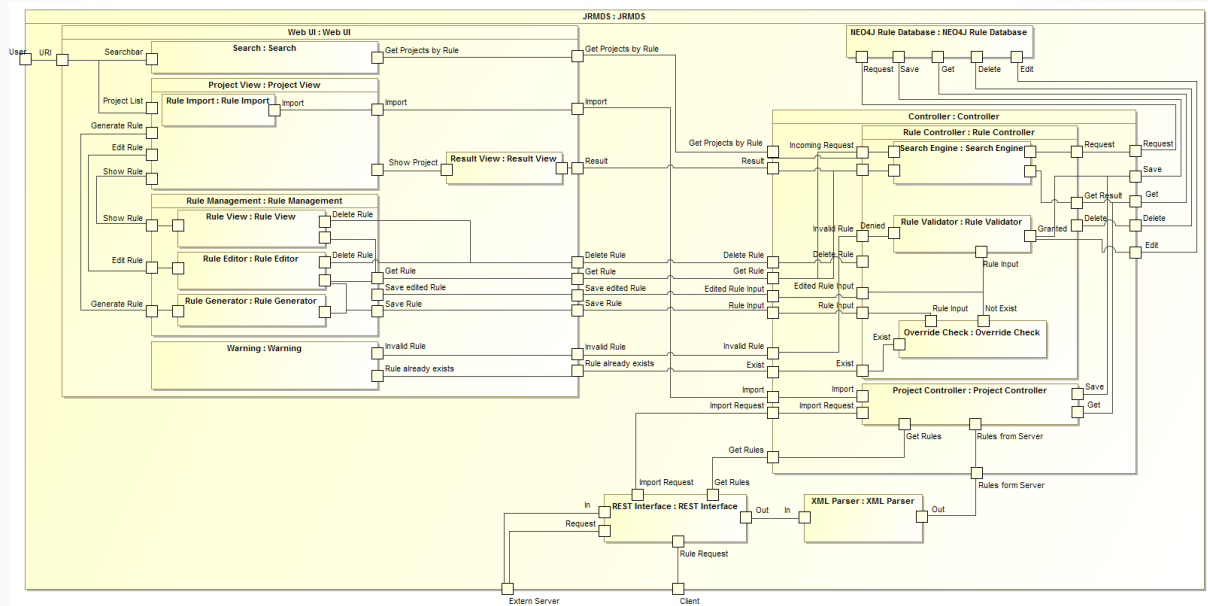 JRMDS : JRMDS
User
URI
Web UI : Web UI
Searchbar
Search : Search
Get Projects by Rule
Get Projects by Rule
NEO4J Rule Database : NEO4J Rule Database
Request
Save
Get
Delete
Edit
Project View : Project View
Project List
Rule Import : Rule Import
Import
Import
Import
Generate Rule
Edit Rule
Show Rule
Show Project
Result View : Result View
Result
Controller : Controller
Rule Controller : Rule Controller
Get Projects by Rule
Incoming Request
Search Engine : Search Engine
Request
Request
Result
Save
Get Result
Get
Rule Management : Rule Management
Show Rule
Rule View : Rule View
Delete Rule
Edit Rule
Rule Editor : Rule Editor
Delete Rule
Get Rule
Save edited Rule
Generate Rule
Rule Generator : Rule Generator
Save Rule
Delete Rule
Get Rule
Save edited Rule
Save Rule
Invalid Rule
Denied
Rule Validator : Rule Validator
Granted
Delete
Delete
Edit
Delete Rule
Delete Rule
Get Rule
Rule Input
Edited Rule Input
Edited Rule Input
Rule Input
Rule Input
Rule Input
Not Exist
Override Check : Override Check
Exist
Warning : Warning
Invalid Rule
Invalid Rule
Invalid Rule
Rule already exists
Rule already exists
Exist
Exist
Import
Import
Project Controller : Project Controller
Save
Import Request
Import Request
Get
Get Rules
Rules from Server
Get Rules
Rules form Server
Import Request
Get Rules
In
REST Interface : REST Interface
Out
In
XML Parser : XML Parser
Out
Request
Rule Request
Extern Server
Client